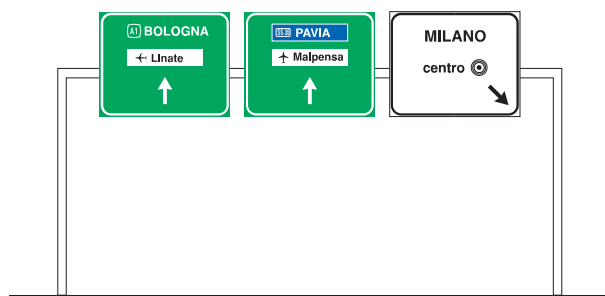 A1 BOLOGNA
Linate
SS.35 PAVIA
Malpensa
MILANO
centro